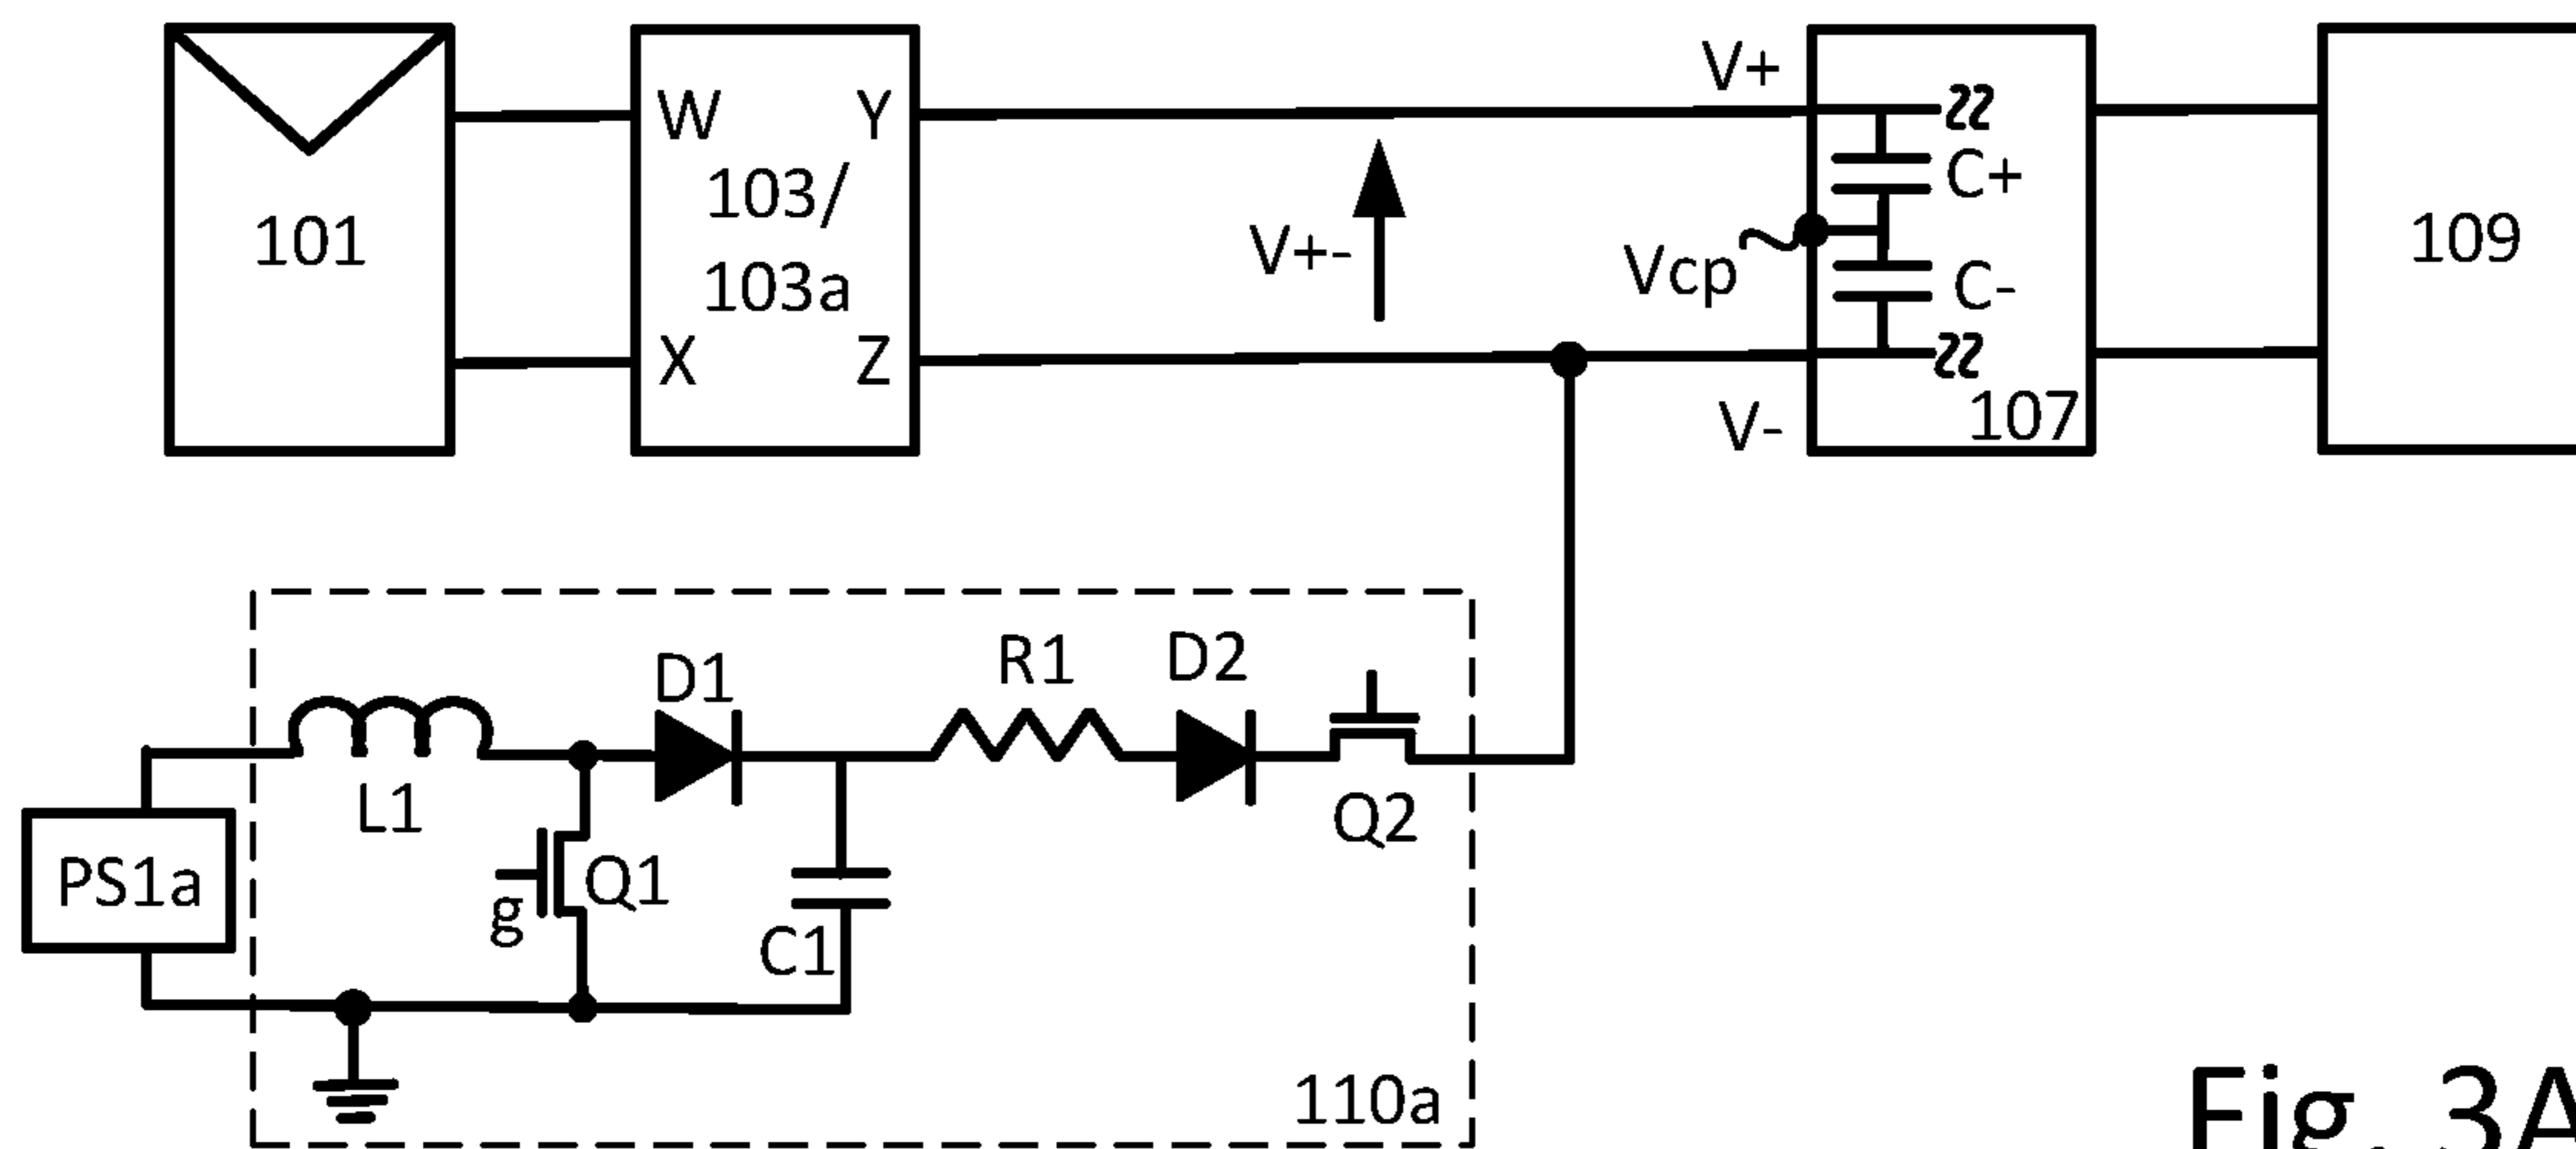 V+
W
Y
101
103/
103a
C+
V+-
Vcp
C-
109
X
Z
V-
107
D1
R1
D2
L1
Q2
PS1a
g
Q1
C1
110a
Fig. 3A